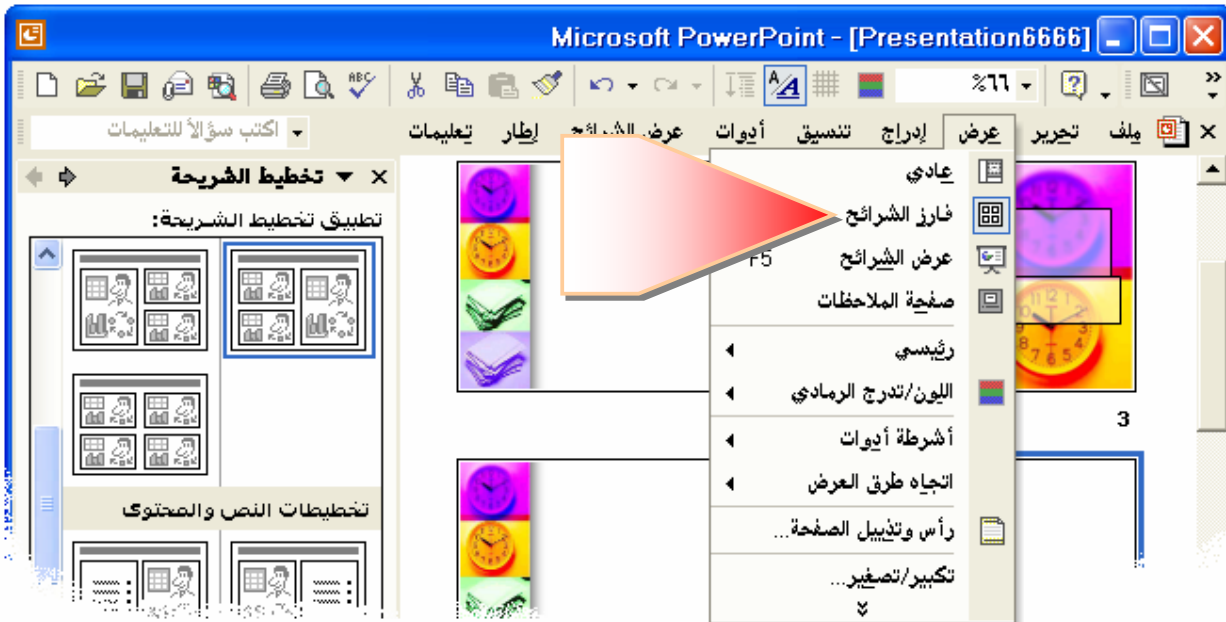 Microsoft PowerPoint - [Presentation6666]
%٦٦
ملف تحرير عرض إدراج تنسيق أدوات عرض الشرائح إطار تعليمات
اكتب سؤالاً للتعليمات
تخطيط الشريحة
تطبيق تخطيط الشريحة:
تخطيطات النص والمحتوى
عادي
فارز الشرائح
عرض الشرائح F5
صفحة الملاحظات
رئيسي
اللون/تدرج الرمادي
أشرطة أدوات
اتجاه طرق العرض
رأس وتذييل الصفحة...
تكبير/تصغير...
3